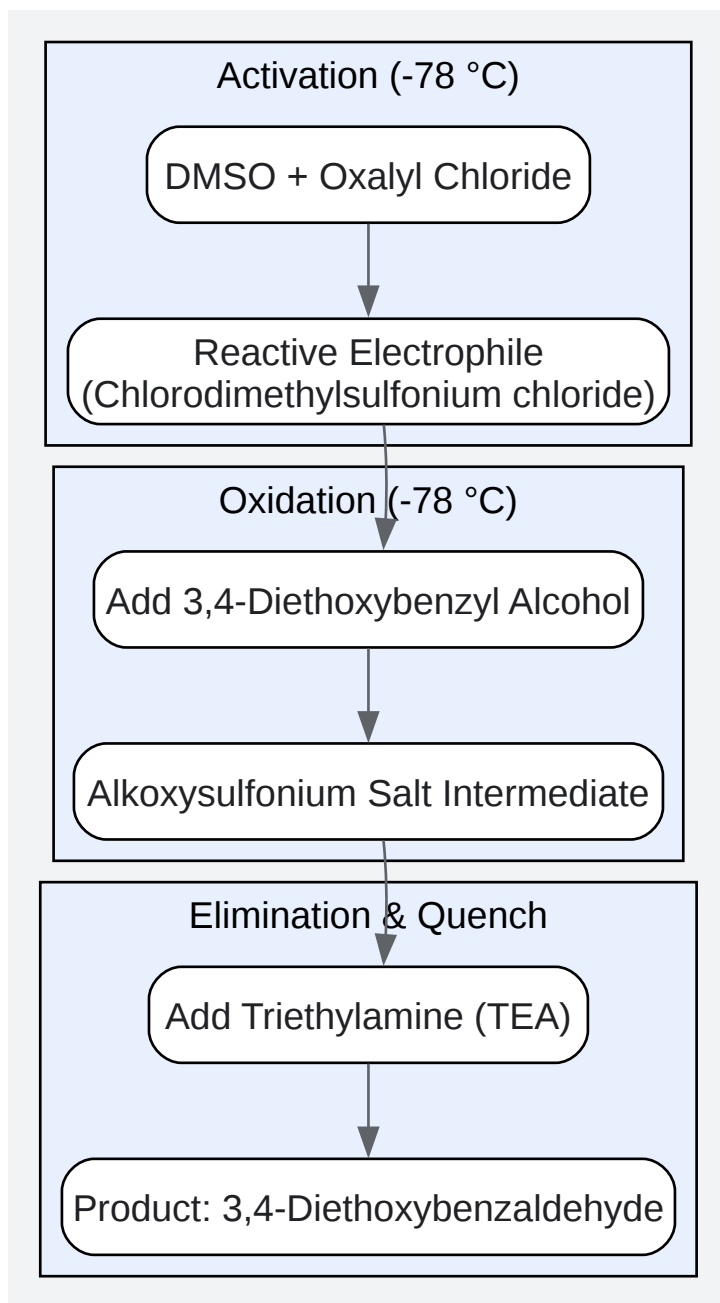 Activation (-78 °C)
DMSO + Oxalyl Chloride
Reactive Electrophile
(Chlorodimethylsulfonium chloride)
Oxidation (-78 °C)
Add 3,4-Diethoxybenzyl Alcohol
Alkoxysulfonium Salt Intermediate
Elimination & Quench
Add Triethylamine (TEA)
Product: 3,4-Diethoxybenzaldehyde